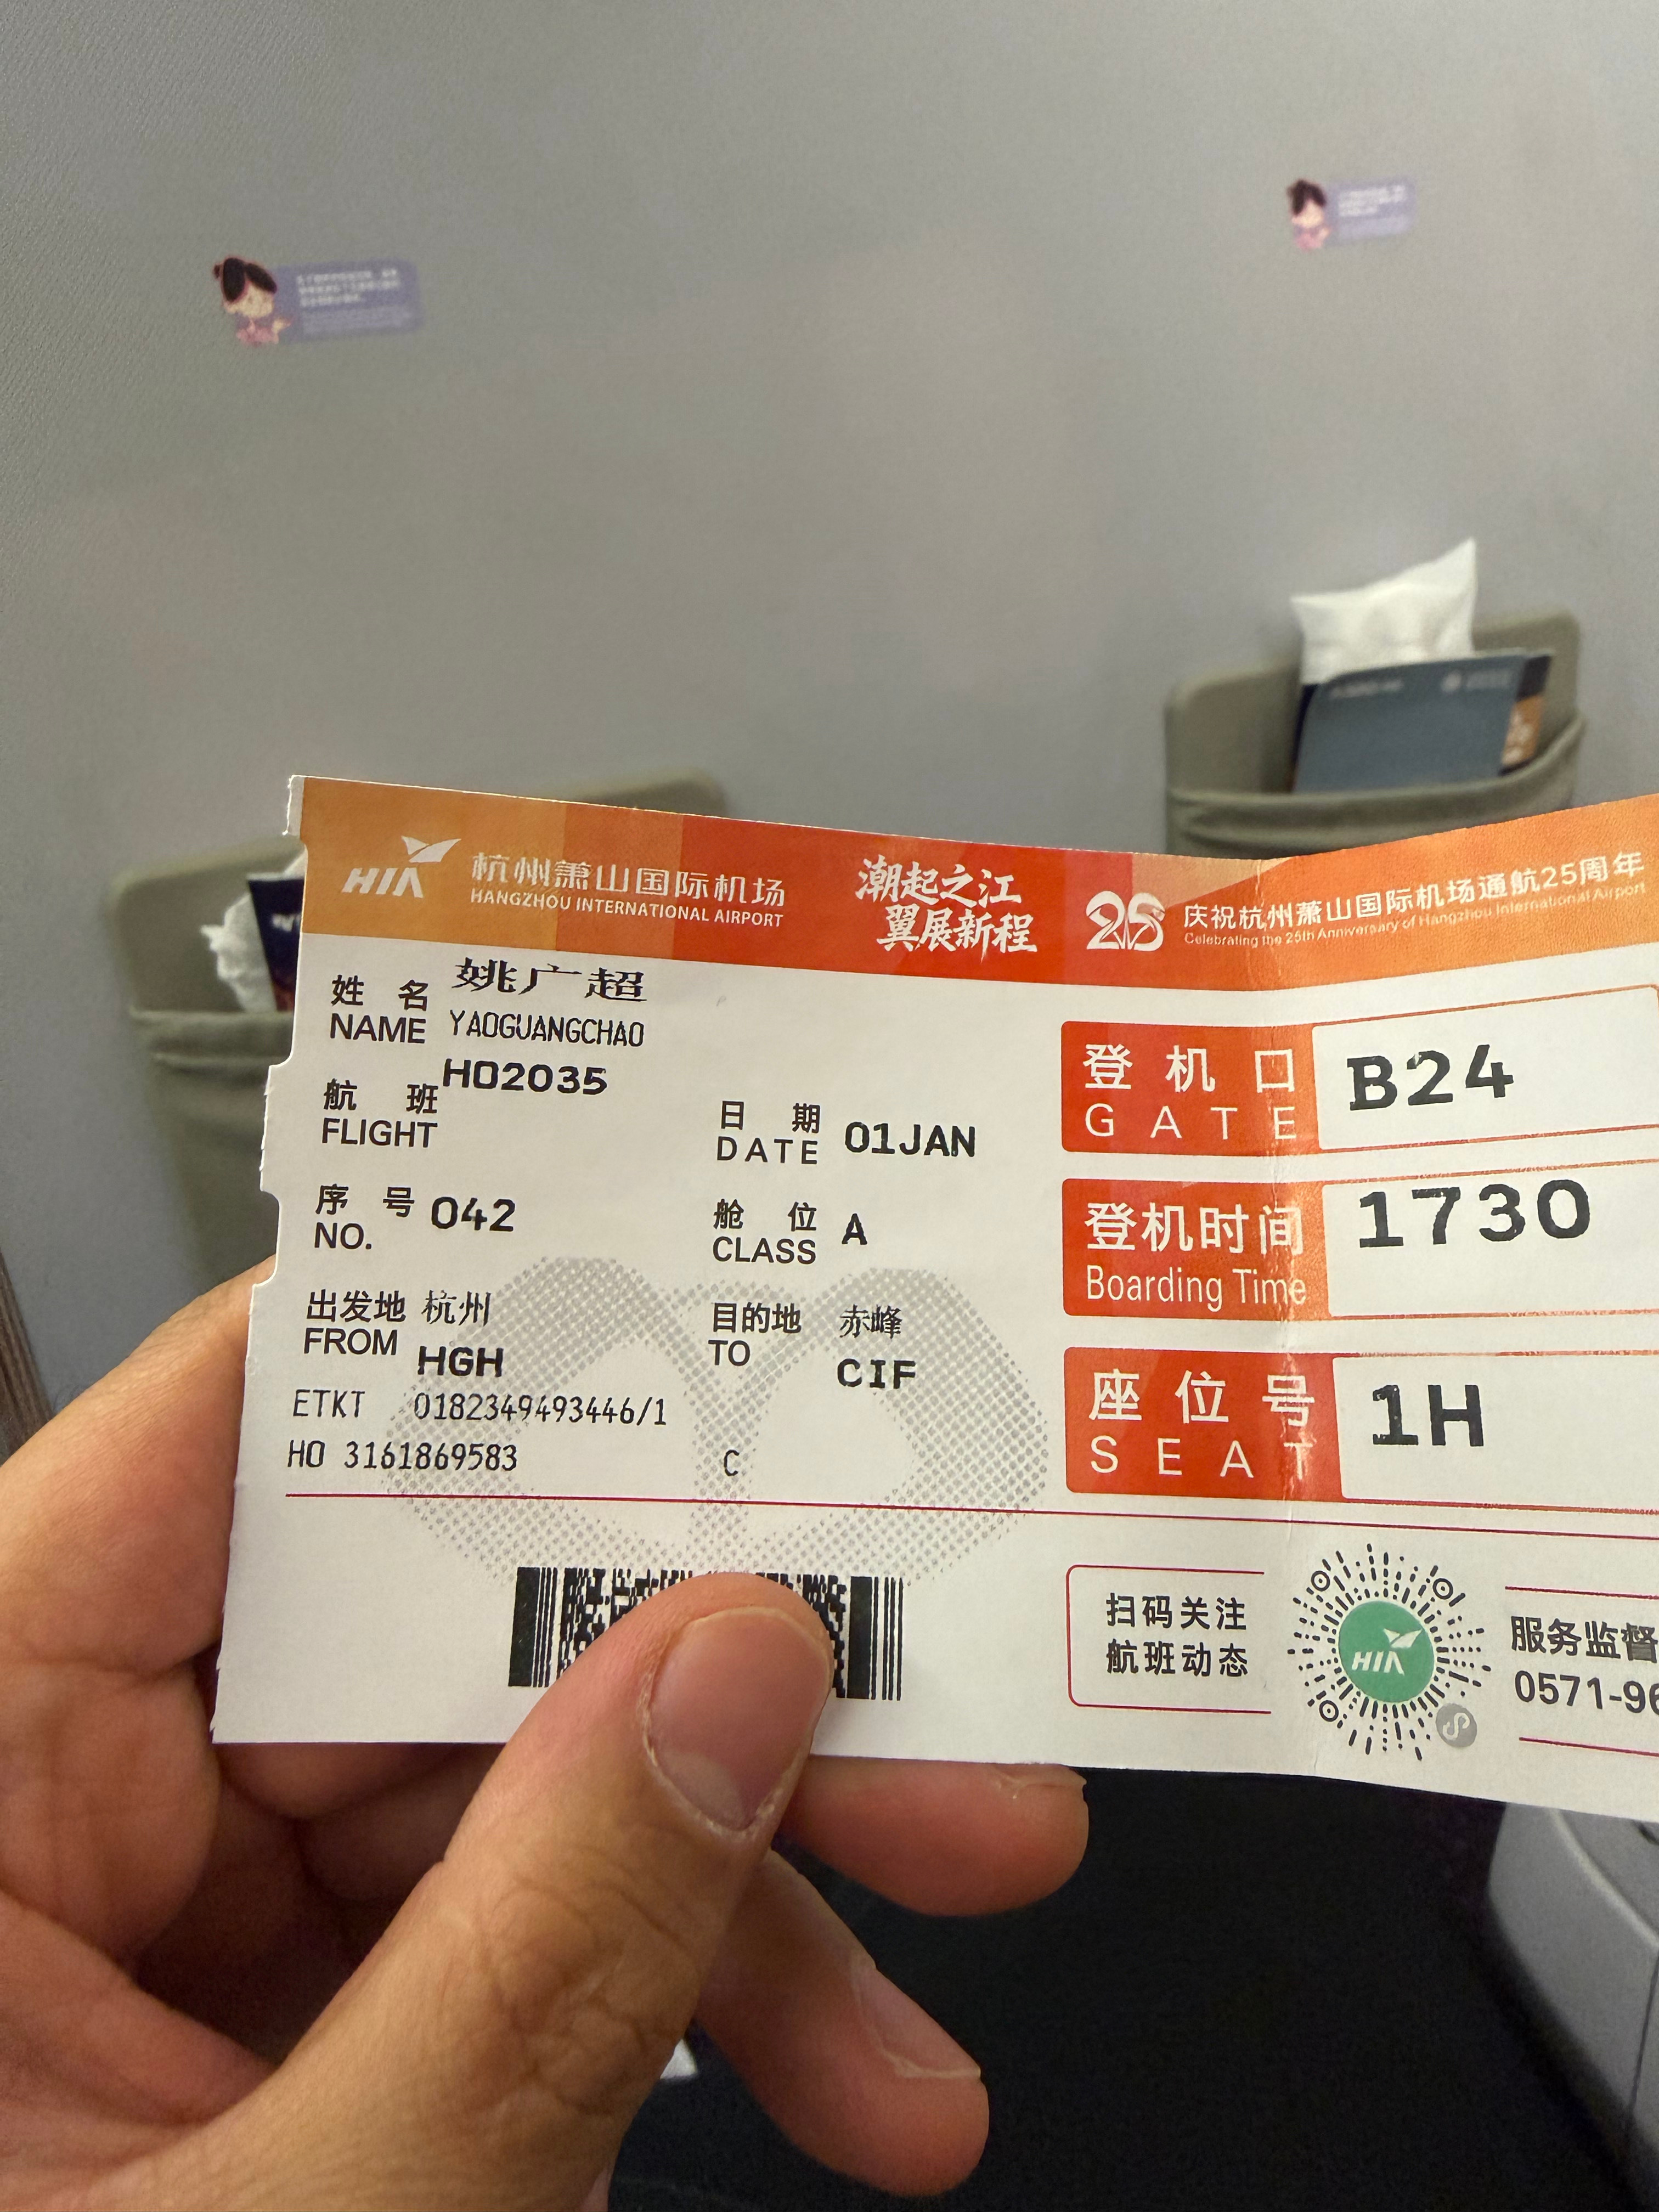 HIA 杭州萧山国际机场
HANGZHOU INTERNATIONAL AIRPORT
潮起之江
翼展新程
25 庆祝杭州萧山国际机场通航25周年
Celebrating the 25th Anniversary of Hangzhou International Airport
姓名 姚广超
NAME YAOGUANGCHAO
航班 HO2035
FLIGHT
日期 01JAN
DATE
序号 042
NO.
舱位 A
CLASS
出发地 杭州
FROM HGH
目的地 赤峰
TO CIF
ETKT 0182349493446/1
HO 3161869583 C
登机口 B24
GATE
登机时间 1730
Boarding Time
座位号 1H
SEAT
扫码关注
航班动态
HIA
服务监督
0571-96